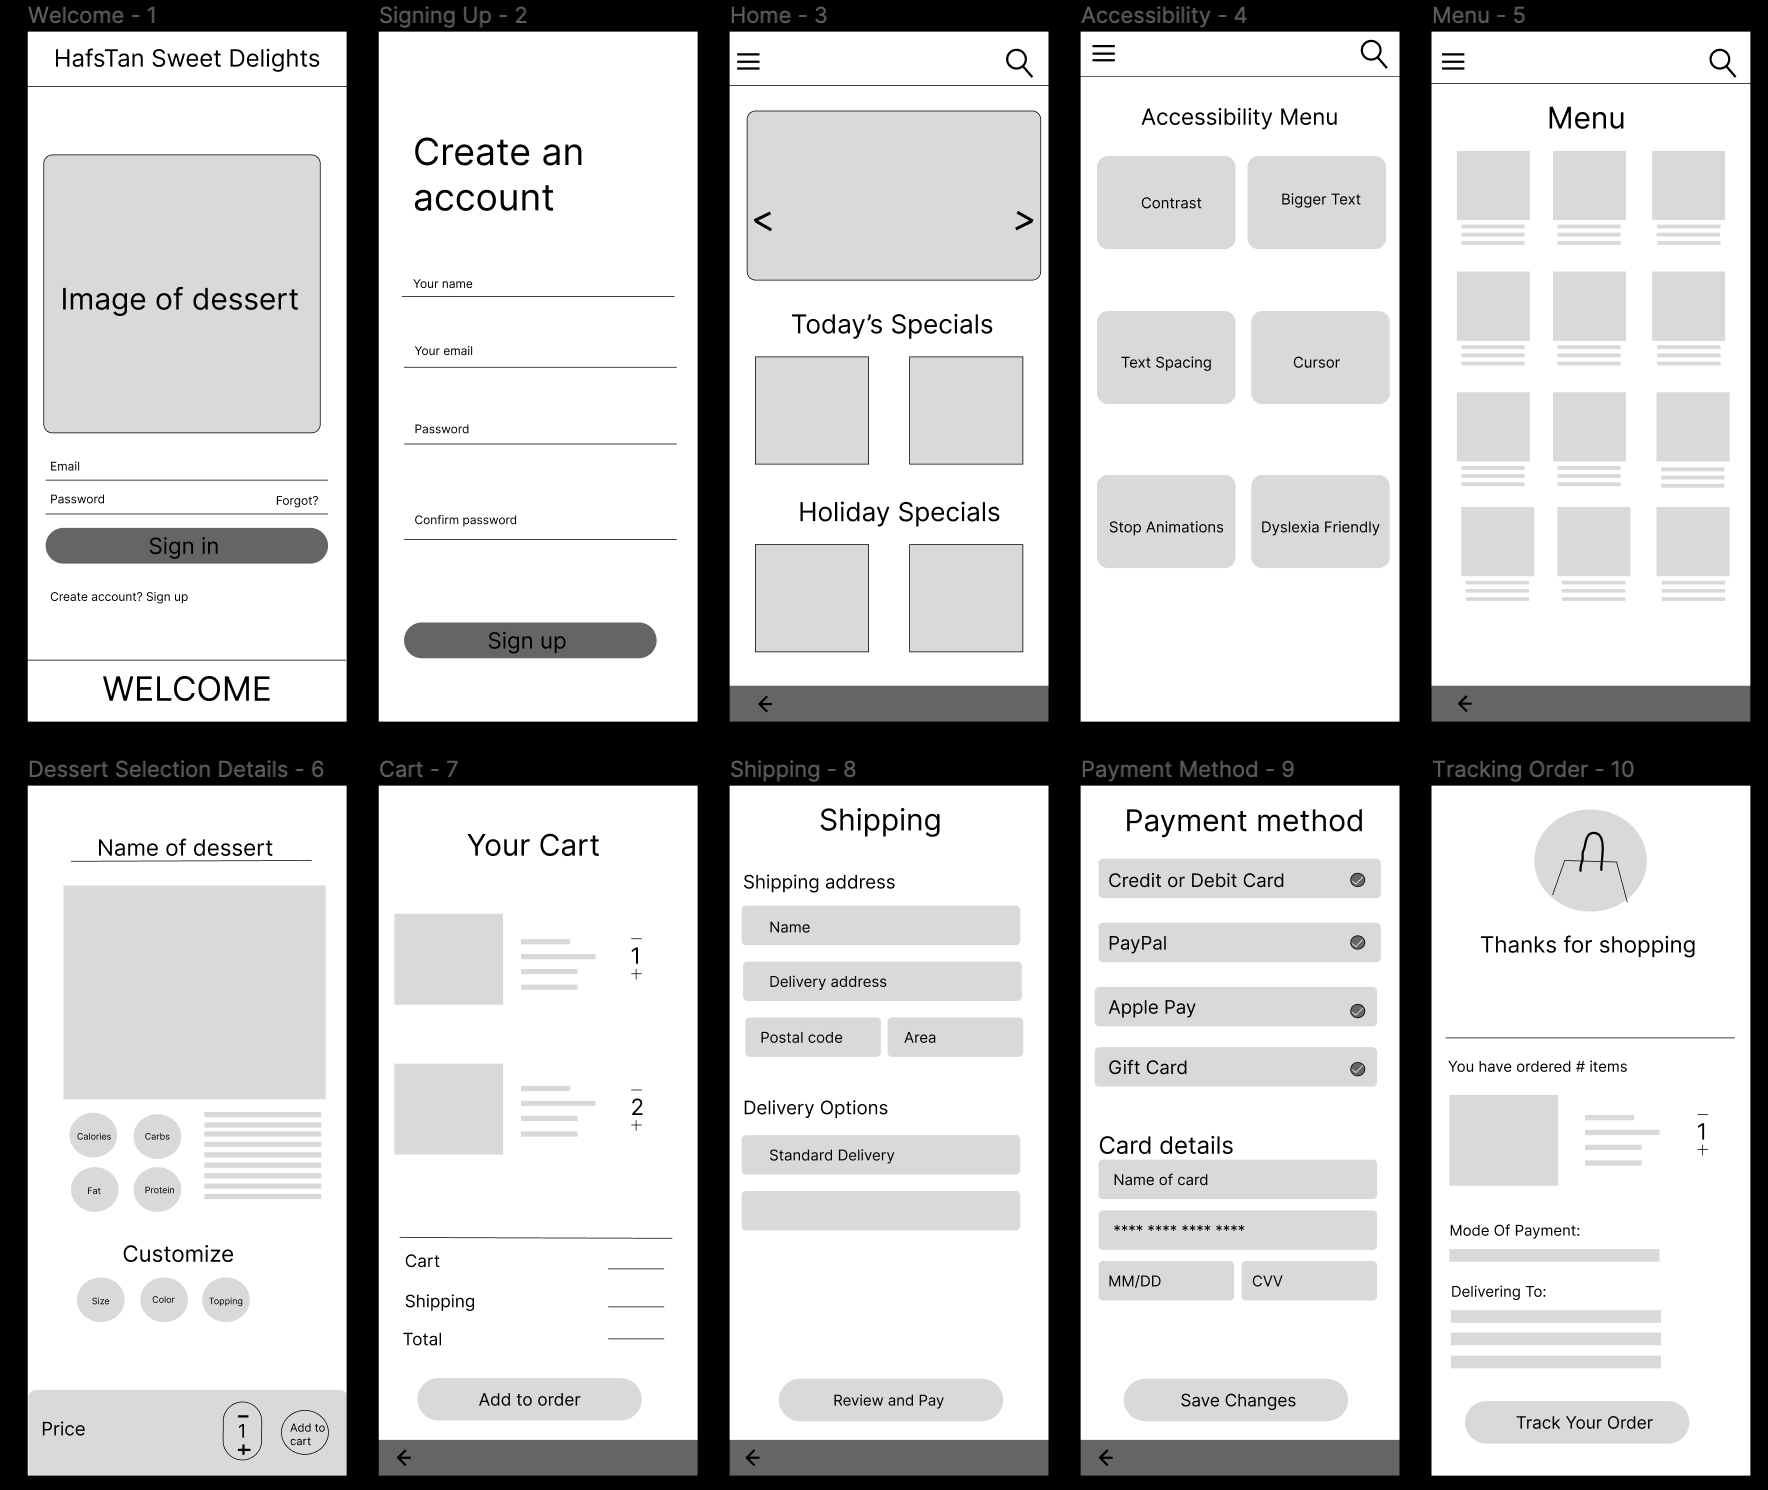 Welcome - 1
HafsTan Sweet Delights
Image of dessert
Email
Password
Forgot?
Sign in
Create account? Sign up
WELCOME
Signing Up - 2
Create an
account
Your name
Your email
Password
Confirm password
Sign up
Home - 3
<
>
Today's Specials
Holiday Specials
Accessibility - 4
Accessibility Menu
Contrast
Bigger Text
Text Spacing
Cursor
Stop Animations
Dyslexia Friendly
Menu - 5
Menu
Dessert Selection Details - 6
Name of dessert
Calories
Carbs
Fat
Protein
Customize
Size
Color
Topping
Price
−
1
+
Add to
cart
Cart - 7
Your Cart
−
1
+
−
2
+
Cart
Shipping
Total
Add to order
Shipping - 8
Shipping
Shipping address
Name
Delivery address
Postal code
Area
Delivery Options
Standard Delivery
Review and Pay
Payment Method - 9
Payment method
Credit or Debit Card
PayPal
Apple Pay
Gift Card
Card details
Name of card
**** **** **** ****
MM/DD
CVV
Save Changes
Tracking Order - 10
Thanks for shopping
You have ordered # items
−
1
+
Mode Of Payment:
Delivering To:
Track Your Order